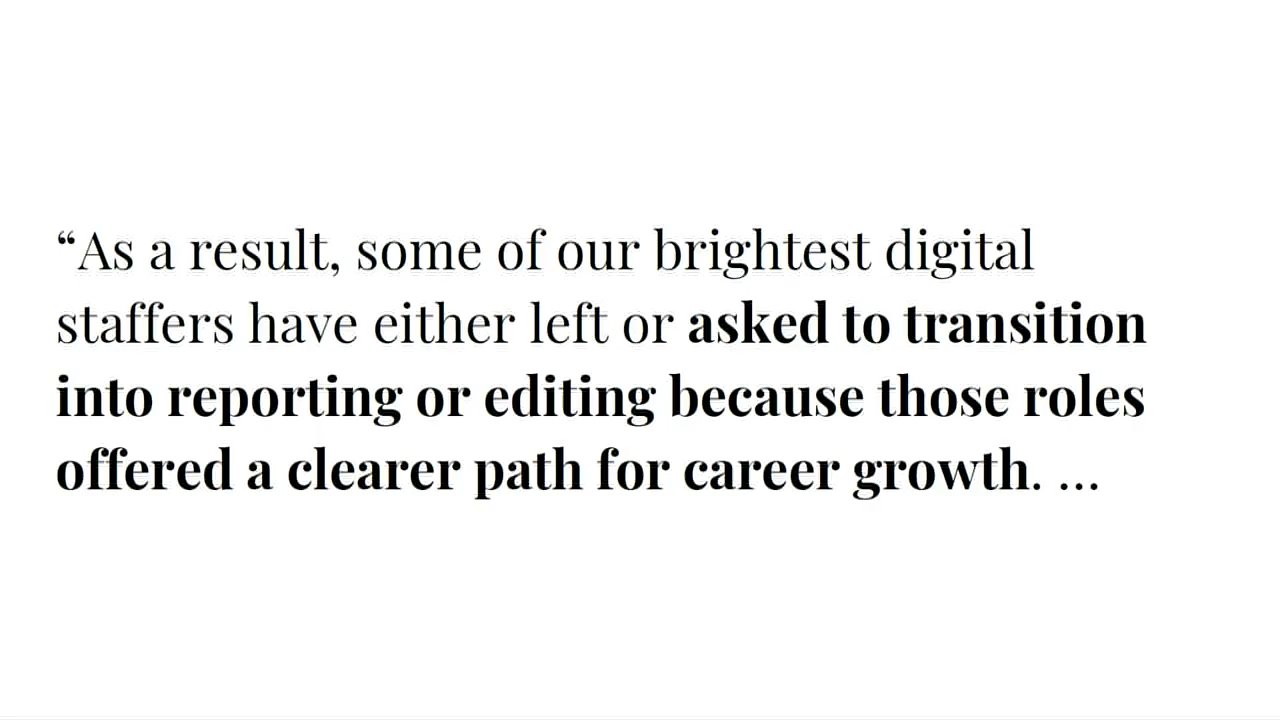 “As a result, some of our brightest digital
staffers have either left or asked to transition
into reporting or editing because those roles
offered a clearer path for career growth. ...